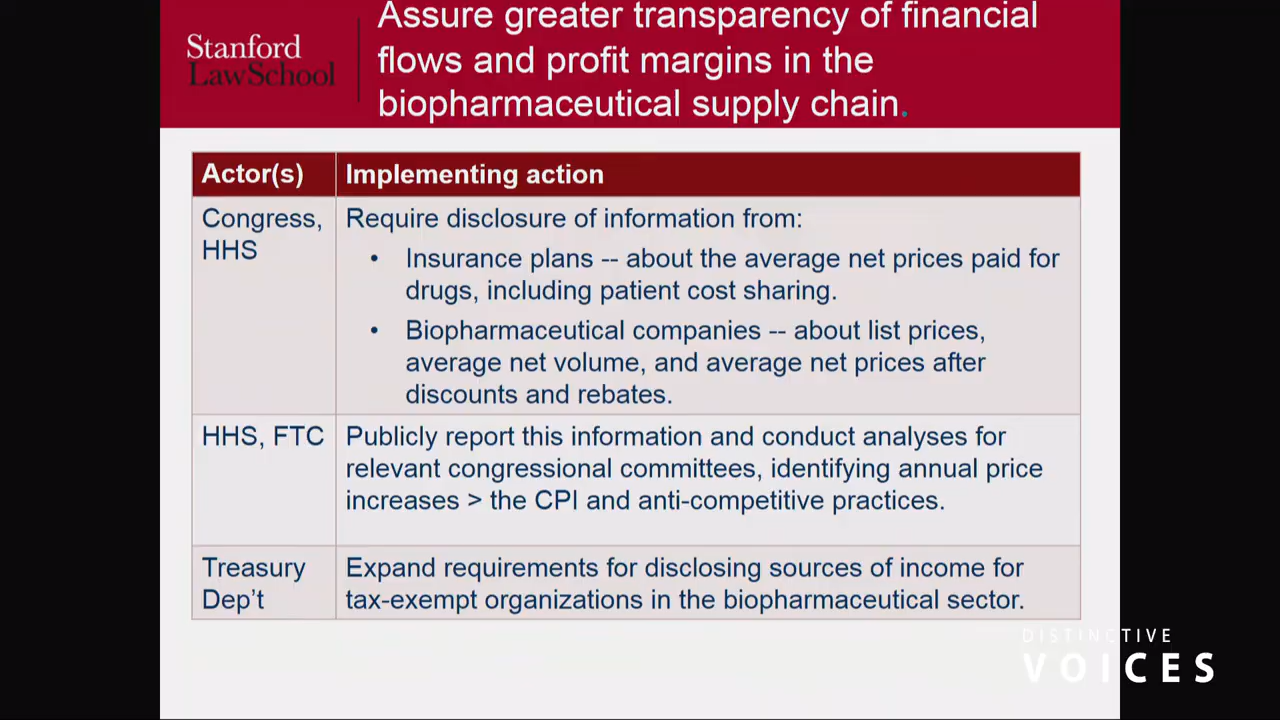 Stanford
LawSchool
Assure greater transparency of financial
flows and profit margins in the
biopharmaceutical supply chain.
Actor(s)
Implementing action
Congress,
HHS
Require disclosure of information from:
• Insurance plans -- about the average net prices paid for
drugs, including patient cost sharing.
• Biopharmaceutical companies -- about list prices,
average net volume, and average net prices after
discounts and rebates.
HHS, FTC
Publicly report this information and conduct analyses for
relevant congressional committees, identifying annual price
increases > the CPI and anti-competitive practices.
Treasury
Dep’t
Expand requirements for disclosing sources of income for
tax-exempt organizations in the biopharmaceutical sector.
DISTINCTIVE
VOICES